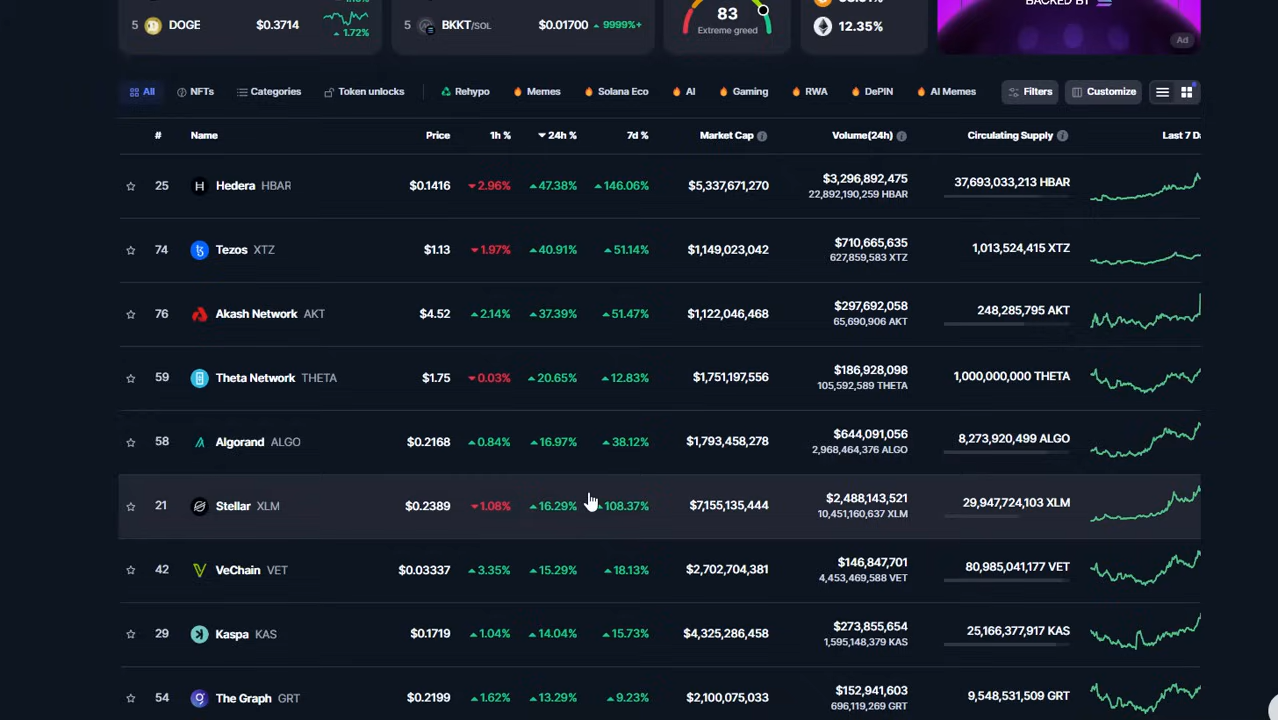 5 DOGE $0.3714 1.72%
5 BKKT/SOL $0.01700 9999%+
83
Extreme greed
12.35%
BACKED BY
Ad
All NFTs Categories Token unlocks Rehypo Memes Solana Eco AI Gaming RWA DePIN AI Memes Filters Customize
# Name Price 1h % 24h % 7d % Market Cap Volume(24h) Circulating Supply
25 Hedera HBAR $0.1416 2.96% 47.38% 146.06% $5,337,671,270 $3,296,892,475 37,693,033,213 HBAR
22,892,190,259 HBAR
74 Tezos XTZ $1.13 1.97% 40.91% 51.14% $1,149,023,042 $710,665,635 1,013,524,415 XTZ
627,859,583 XTZ
76 Akash Network AKT $4.52 2.14% 37.39% 51.47% $1,122,046,468 $297,692,058 248,285,795 AKT
65,690,906 AKT
59 Theta Network THETA $1.75 0.03% 20.65% 12.83% $1,751,197,556 $186,928,098 1,000,000,000 THETA
105,592,589 THETA
58 Algorand ALGO $0.2168 0.84% 16.97% 38.12% $1,793,458,278 $644,091,056 8,273,920,499 ALGO
2,968,464,376 ALGO
21 Stellar XLM $0.2389 1.08% 16.29% 108.37% $7,155,135,444 $2,488,143,521 29,947,724,103 XLM
10,451,160,637 XLM
42 VeChain VET $0.03337 3.35% 15.29% 18.13% $2,702,704,381 $146,847,701 80,985,041,177 VET
4,453,469,588 VET
29 Kaspa KAS $0.1719 1.04% 14.04% 15.73% $4,325,286,458 $273,855,654 25,166,377,917 KAS
1,595,148,379 KAS
54 The Graph GRT $0.2199 1.62% 13.29% 9.23% $2,100,075,033 $152,941,603 9,548,531,509 GRT
696,119,269 GRT